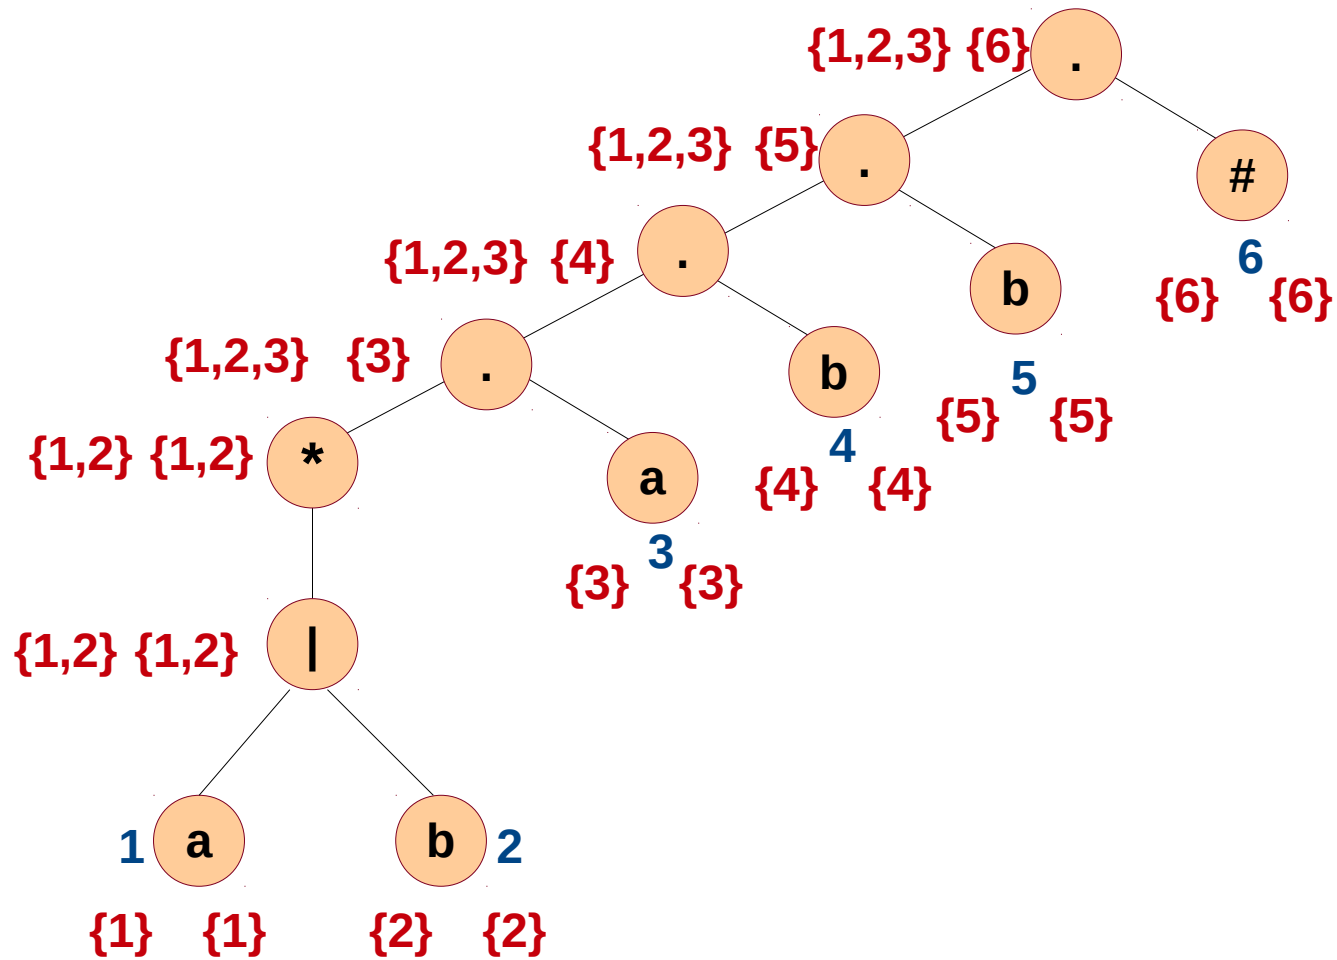 {1,2,3} {6} .
{1,2,3} {5} .
#
{1,2,3} {4} .
6
{6} {6}
b
{1,2,3} {3} .
b
5
{5} {5}
{1,2} {1,2} *
a
4
{4} {4}
3
{3} {3}
{1,2} {1,2} |
1 a
b 2
{1} {1} {2} {2}